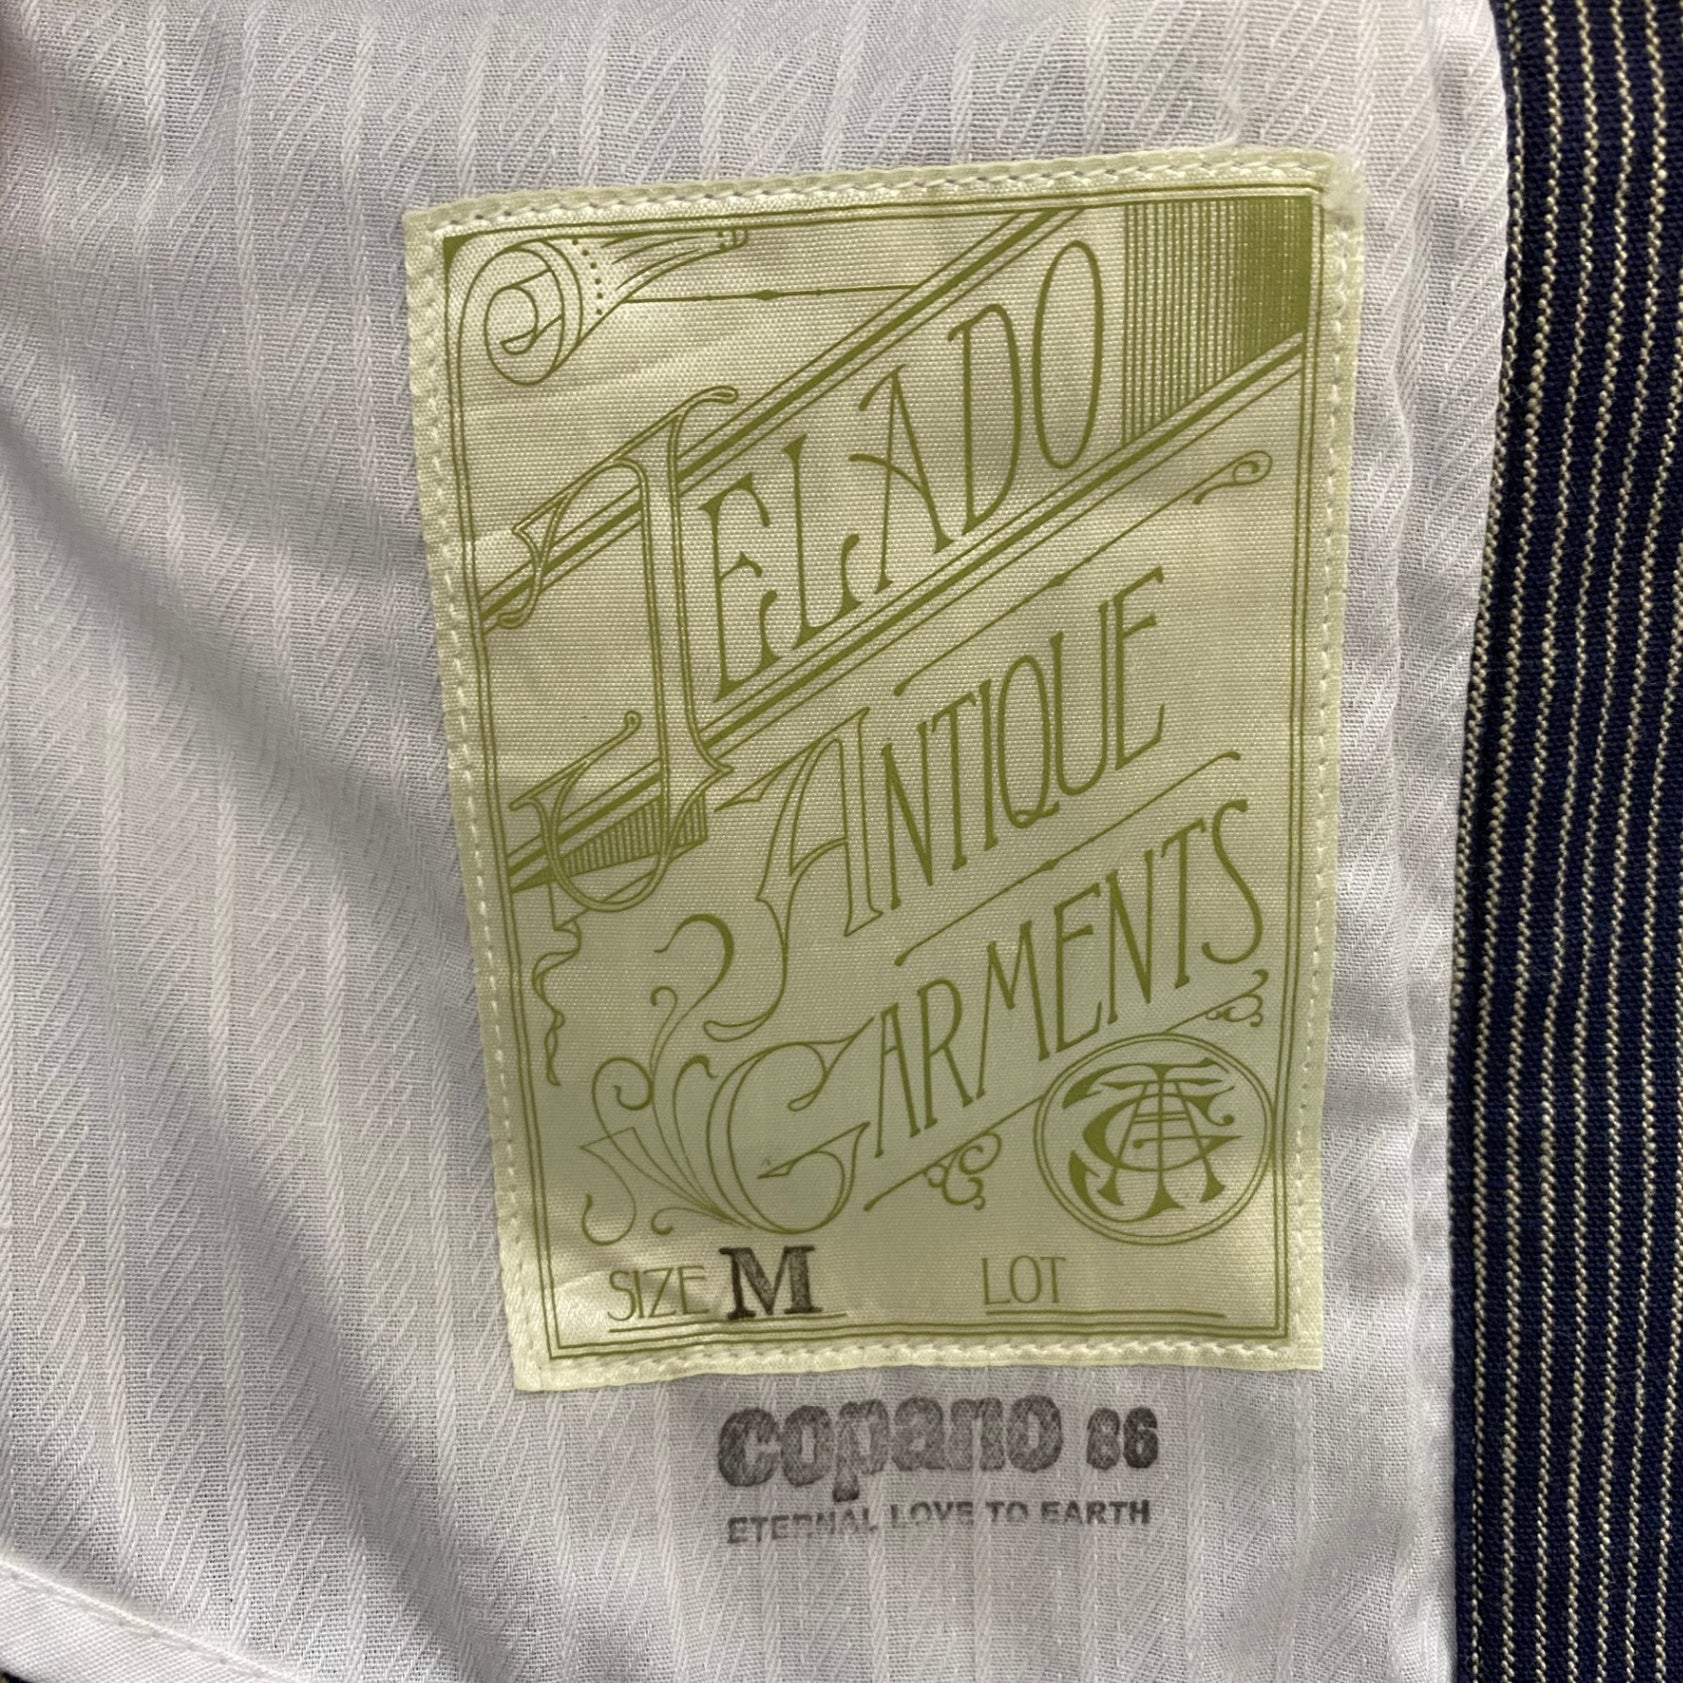 JELADO
ANTIQUE
GARMENTS
SIZE M LOT
copano 86
ETERNAL LOVE TO EARTH